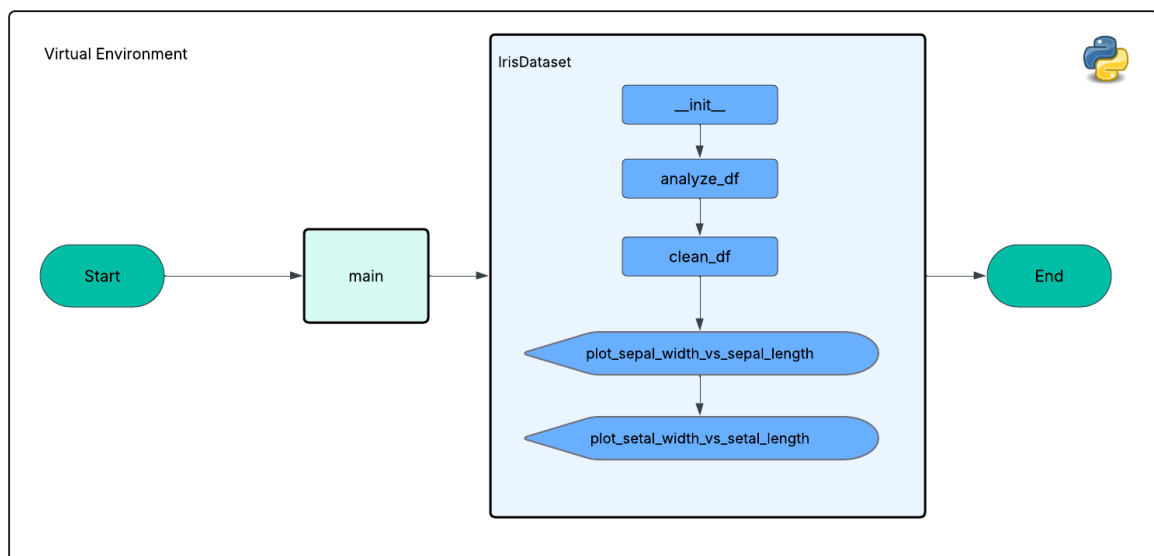 Virtual Environment
IrisDataset
__init__
analyze_df
clean_df
Start
main
End
plot_sepal_width_vs_sepal_length
plot_setal_width_vs_setal_length